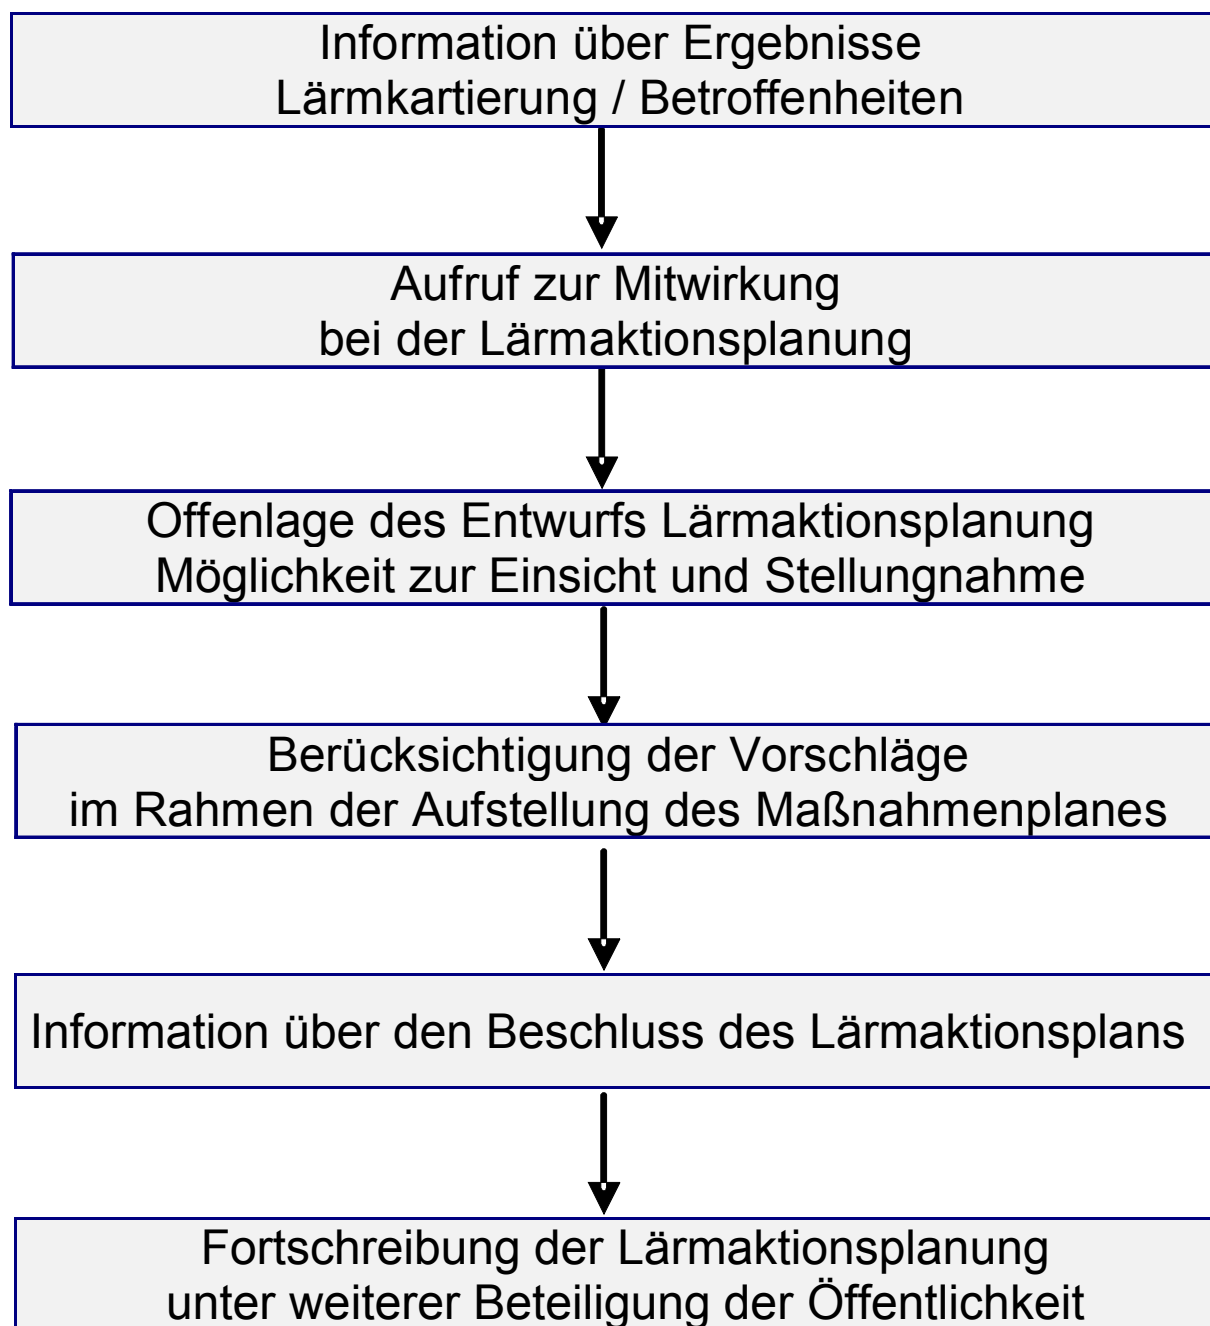 Information über Ergebnisse
Lärmkartierung / Betroffenheiten
Aufruf zur Mitwirkung
bei der Lärmaktionsplanung
Offenlage des Entwurfs Lärmaktionsplanung
Möglichkeit zur Einsicht und Stellungnahme
Berücksichtigung der Vorschläge
im Rahmen der Aufstellung des Maßnahmenplanes
Information über den Beschluss des Lärmaktionsplans
Fortschreibung der Lärmaktionsplanung
unter weiterer Beteiligung der Öffentlichkeit